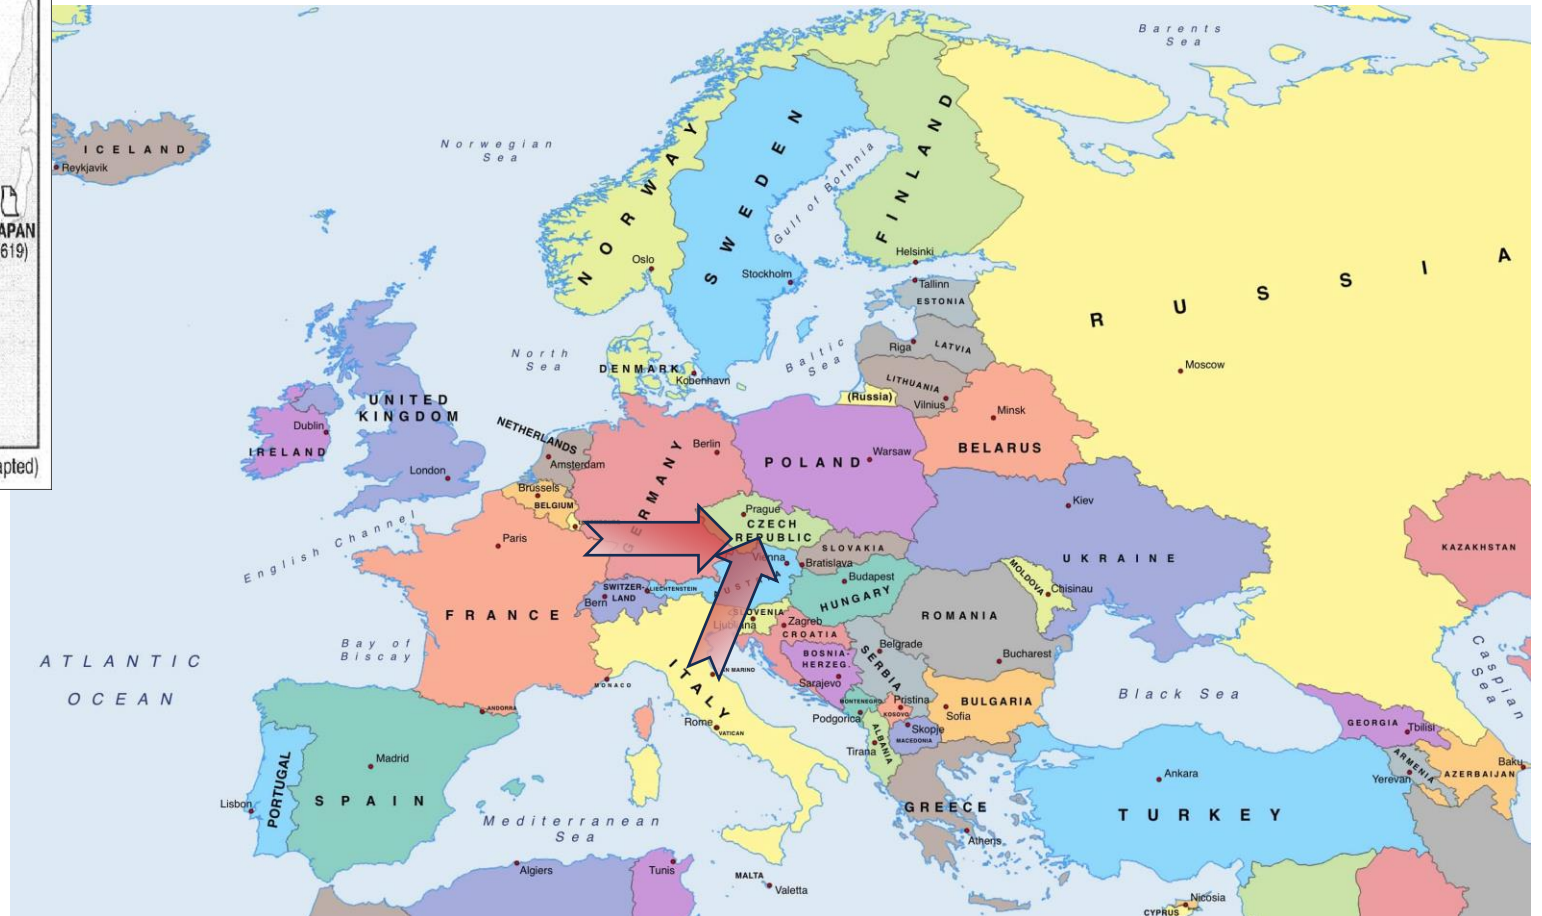 APAN
619)
apted)
Barents
Sea
ICELAND
Reykjavik
Norwegian
Sea
NORWAY
SWEDEN
FINLAND
Gulf of Bothnia
Oslo
Stockholm
Helsinki
Tallinn
ESTONIA
RUSSIA
Riga
LATVIA
Moscow
North
Sea
DENMARK
København
Baltic
Sea
LITHUANIA
(Russia)
Vilnius
Minsk
BELARUS
UNITED
KINGDOM
Dublin
IRELAND
London
NETHERLANDS
Amsterdam
Berlin
GERMANY
POLAND
Warsaw
Brussels
BELGIUM
English Channel
Paris
Prague
CZECH
REPUBLIC
Kiev
UKRAINE
SLOVAKIA
Vienna
Bratislava
KAZAKHSTAN
SWITZER-
LAND
LIECHTENSTEIN
Bern
Budapest
HUNGARY
MOLDOVA
Chisinau
FRANCE
SLOVENIA
Ljubljana
Zagreb
CROATIA
ROMANIA
Bay of
Biscay
ATLANTIC
OCEAN
BOSNIA-
HERZEG.
Belgrade
SERBIA
Bucharest
Sarajevo
ITALY
SAN MARINO
MONACO
Black Sea
Caspian
Sea
ANDORRA
MONTENEGRO
Pristina
KOSOVO
BULGARIA
Sofia
Podgorica
Skopje
MACEDONIA
Rome
VATICAN
Tirana
ALBANIA
GEORGIA
Tbilisi
ARMENIA
Yerevan
Baku
AZERBAIJAN
Madrid
PORTUGAL
SPAIN
Lisbon
Ankara
TURKEY
GREECE
Athens
Mediterranean
Sea
Algiers
Tunis
MALTA
Valetta
Nicosia
CYPRUS